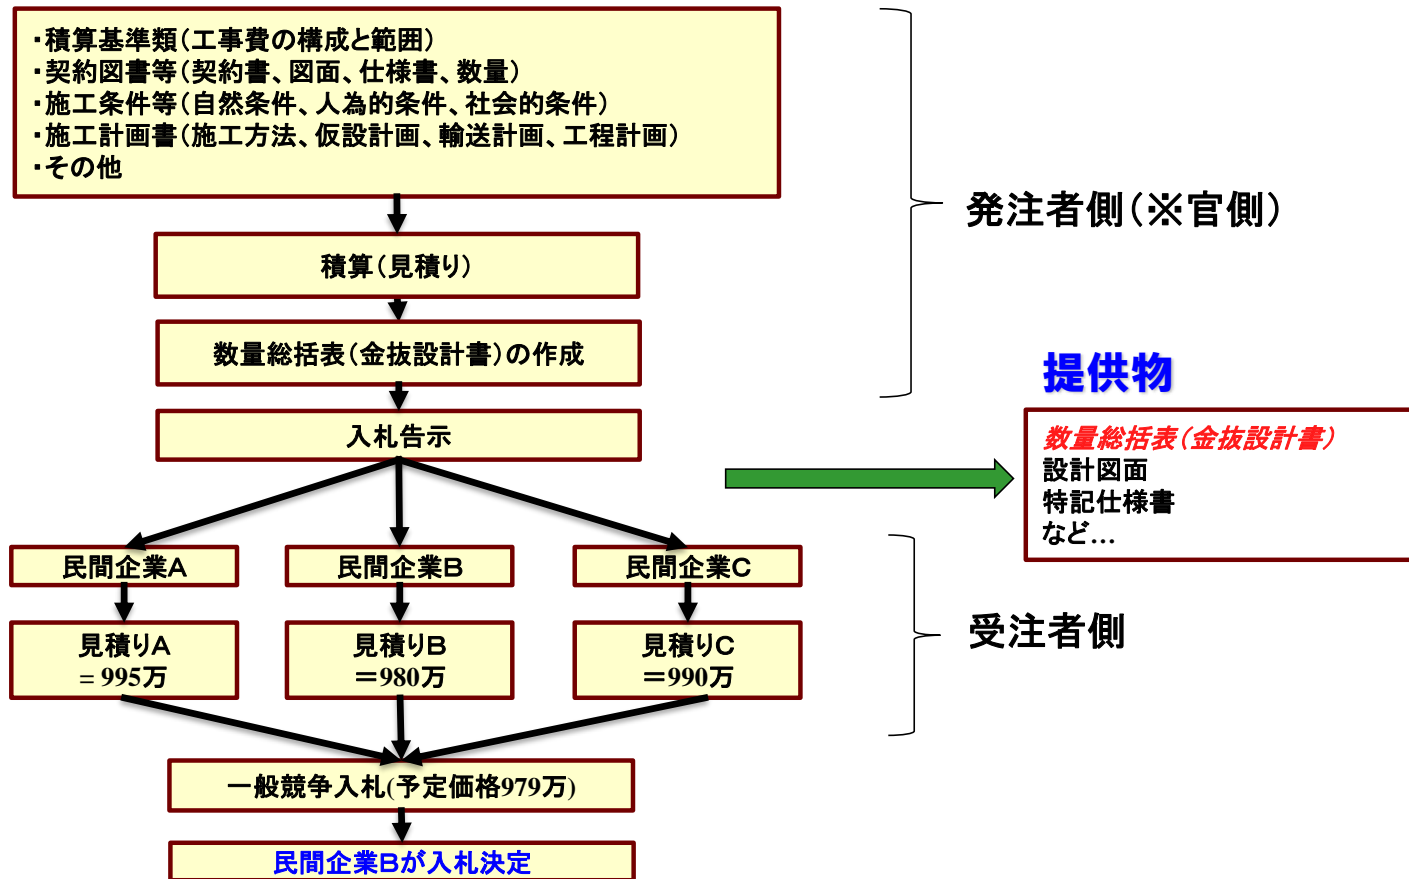 ・積算基準類（工事費の構成と範囲）
・契約図書等（契約書、図面、仕様書、数量）
・施工条件等（自然条件、人為的条件、社会的条件）
・施工計画書（施工方法、仮設計画、輸送計画、工程計画）
・その他
発注者側（※官側）
積算（見積り）
数量総括表（金抜設計書）の作成
提供物
入札告示
数量総括表（金抜設計書）
設計図面
特記仕様書
など…
民間企業A
民間企業B
民間企業C
受注者側
見積りA
= 995万
見積りB
＝980万
見積りC
＝990万
一般競争入札(予定価格979万)
民間企業Bが入札決定